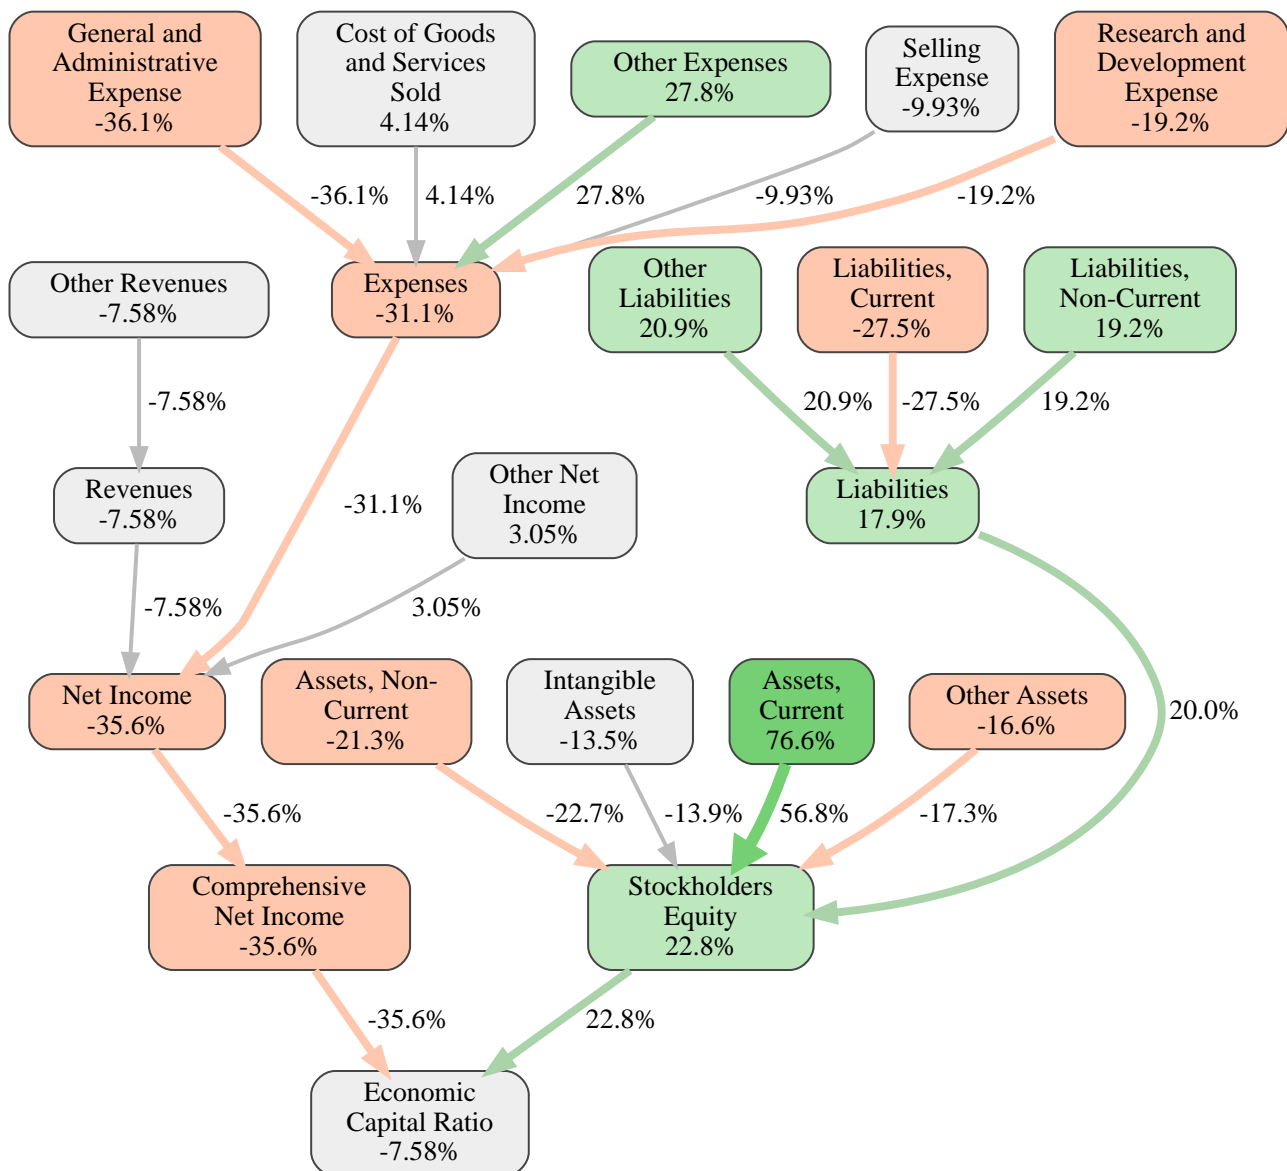 General and
Administrative
Expense
-36.1%
Cost of Goods
and Services
Sold
4.14%
Other Expenses
27.8%
Selling
Expense
-9.93%
Research and
Development
Expense
-19.2%
-36.1%
4.14%
27.8%
-9.93%
-19.2%
Other Revenues
-7.58%
Expenses
-31.1%
Other
Liabilities
20.9%
Liabilities,
Current
-27.5%
Liabilities,
Non-Current
19.2%
-7.58%
20.9%
-27.5%
19.2%
Revenues
-7.58%
-31.1%
Other Net
Income
3.05%
Liabilities
17.9%
-7.58%
3.05%
Net Income
-35.6%
Assets, Non-
Current
-21.3%
Intangible
Assets
-13.5%
Assets,
Current
76.6%
Other Assets
-16.6%
20.0%
-35.6%
-22.7%
-13.9%
56.8%
-17.3%
Comprehensive
Net Income
-35.6%
Stockholders
Equity
22.8%
-35.6%
22.8%
Economic
Capital Ratio
-7.58%